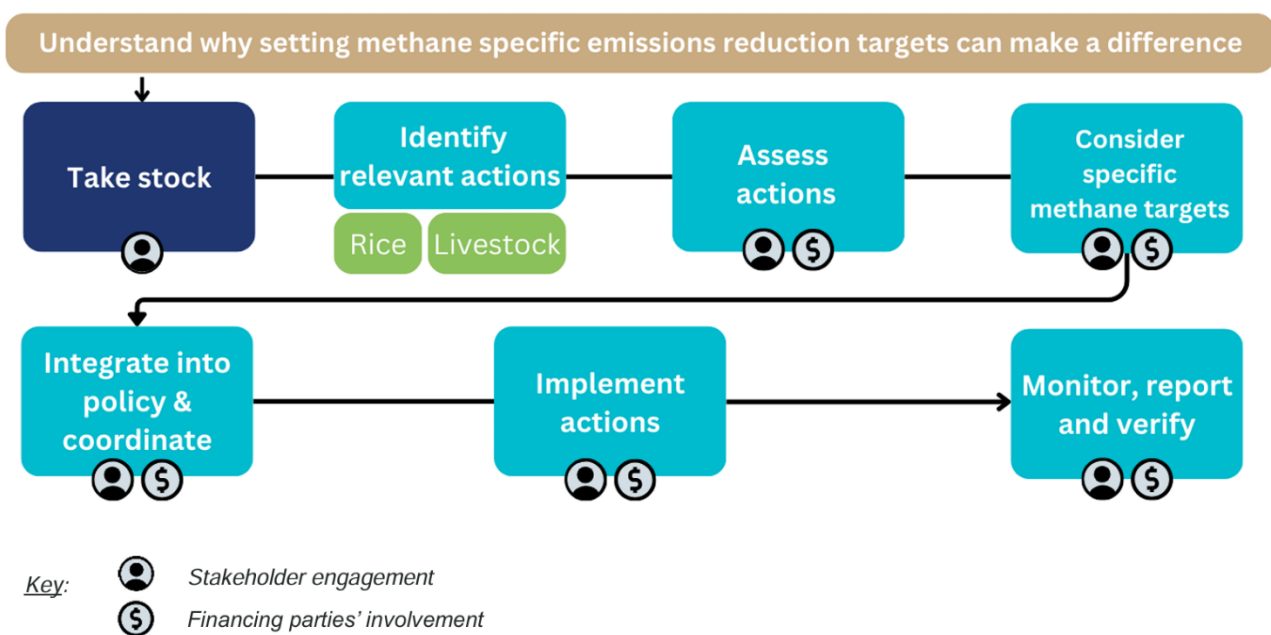 Understand why setting methane specific emissions reduction targets can make a difference
Take stock
Identify
relevant actions
Rice
Livestock
Assess
actions
Consider
specific
methane targets
$
$
Integrate into
policy &
coordinate
Implement
actions
Monitor, report
and verify
$
$
$
Key:
Stakeholder engagement
$
Financing parties' involvement